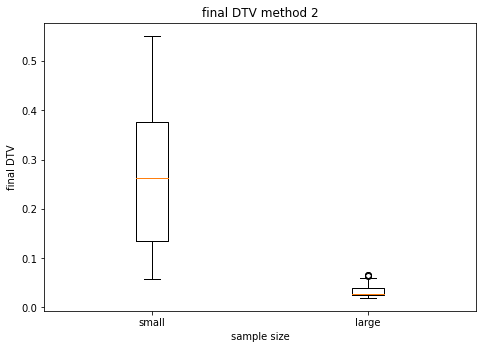 final DTV method 2
final DTV
0.5
0.4
0.3
0.2
0.1
0.0
small
large
sample size